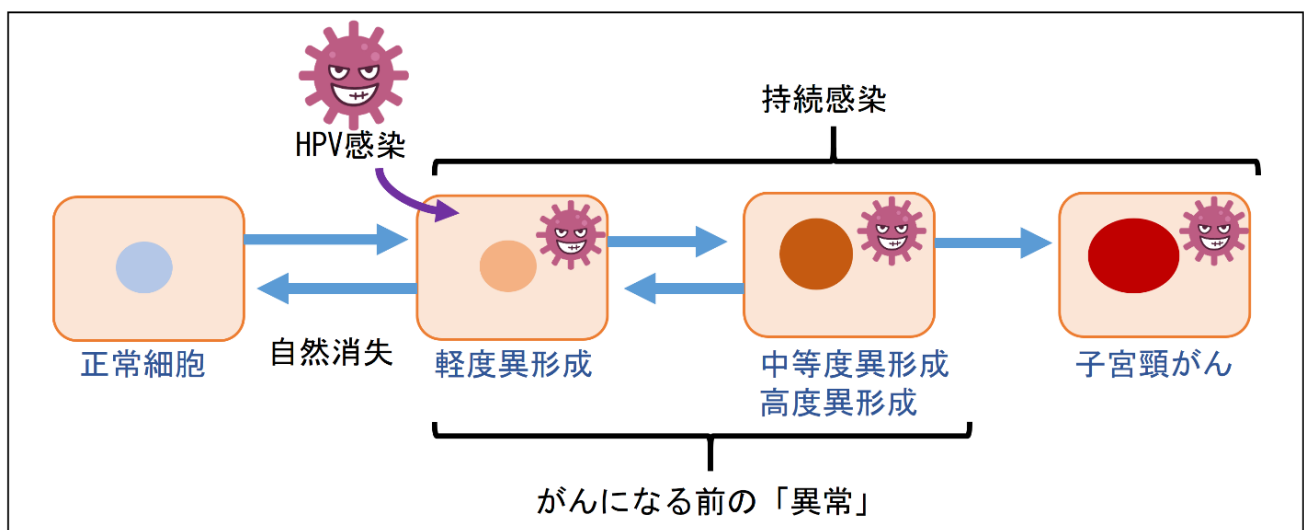 持続感染
HPV感染
正常細胞
自然消失
軽度異形成
中等度異形成
高度異形成
子宮頸がん
がんになる前の「異常」